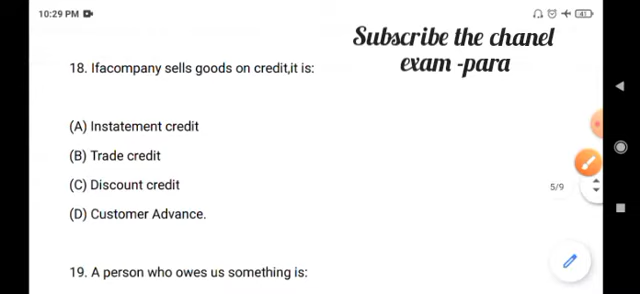 10:29 PM
41
Subscribe the chanel
exam -para
18. Ifacompany sells goods on credit,it is:
(A) Instatement credit
(B) Trade credit
(C) Discount credit
5/9
(D) Customer Advance.
19. A person who owes us something is: